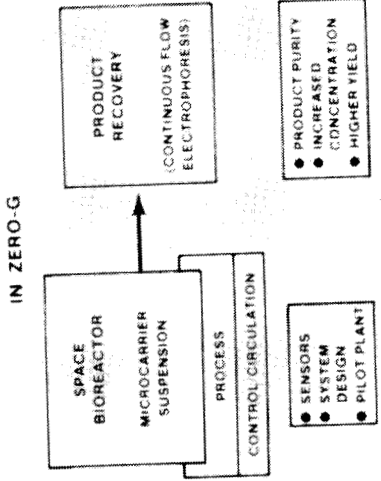 IN ZERO-G
SPACE
BIOREACTOR
MICROCARRIER
SUSPENSION
PROCESS
CONTROL/CIRCULATION
● SENSORS
● SYSTEM
DESIGN
● PILOT PLANT
PRODUCT
RECOVERY
(CONTINUOUS FLOW
ELECTROPHORESIS)
● PRODUCT PURITY
● INCREASED
CONCENTRATION
● HIGHER YIELD